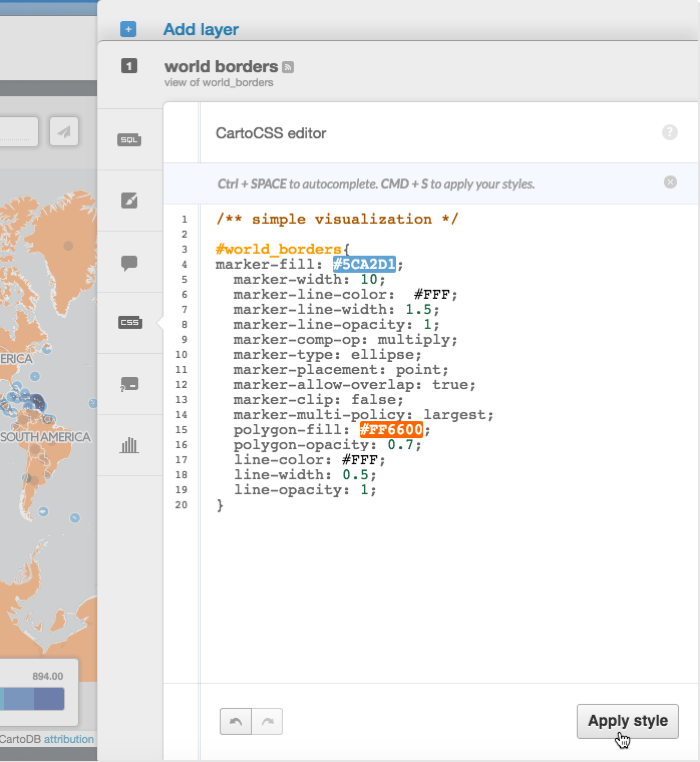 + Add layer
1 world borders
view of world_borders
SQL
CartoCSS editor
?
Ctrl + SPACE to autocomplete. CMD + S to apply your styles.
1 /** simple visualization */
2
3 #world_borders{
4 marker-fill: #5CA2D1;
5 marker-width: 10;
6 marker-line-color: #FFF;
7 marker-line-width: 1.5;
8 marker-line-opacity: 1;
9 marker-comp-op: multiply;
10 marker-type: ellipse;
11 marker-placement: point;
12 marker-allow-overlap: true;
13 marker-clip: false;
14 marker-multi-policy: largest;
15 polygon-fill: #FF6600;
16 polygon-opacity: 0.7;
17 line-color: #FFF;
18 line-width: 0.5;
19 line-opacity: 1;
20 }
CSS
?
ERICA
SOUTH AMERICA
894.00
CartoDB attribution
Apply style